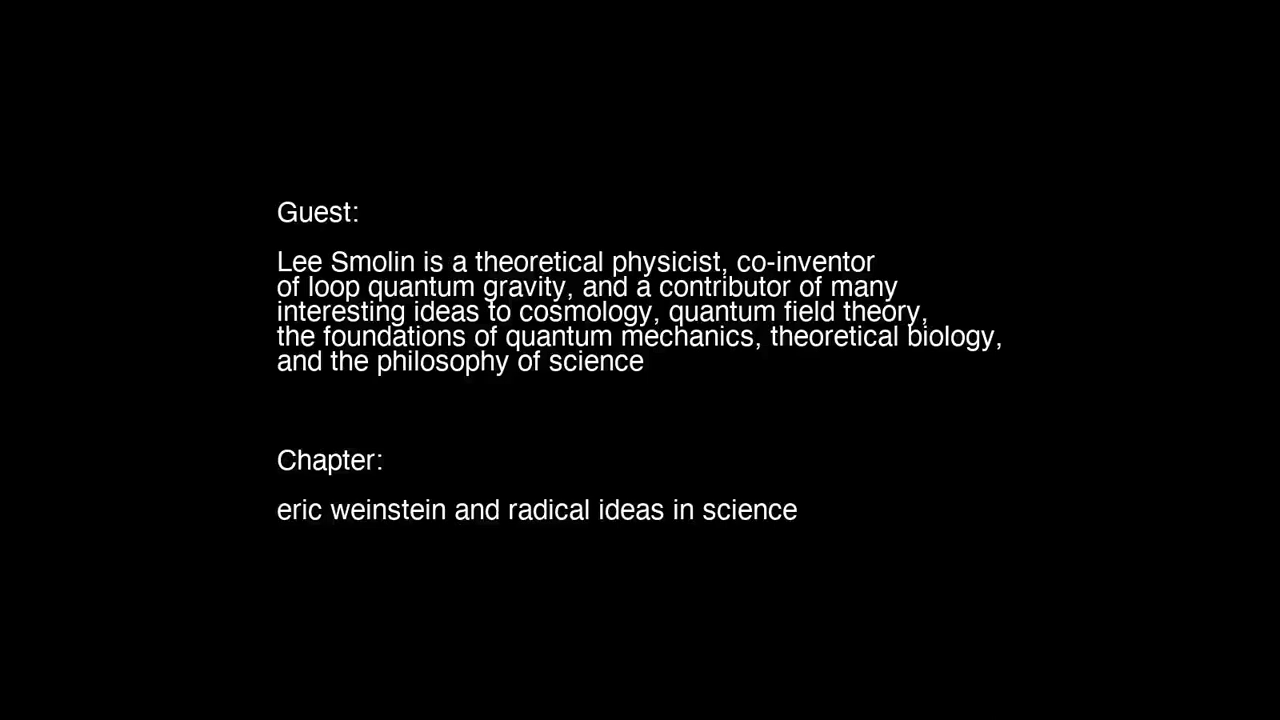 Guest:
Lee Smolin is a theoretical physicist, co-inventor
of loop quantum gravity, and a contributor of many
interesting ideas to cosmology, quantum field theory,
the foundations of quantum mechanics, theoretical biology,
and the philosophy of science
Chapter:
eric weinstein and radical ideas in science